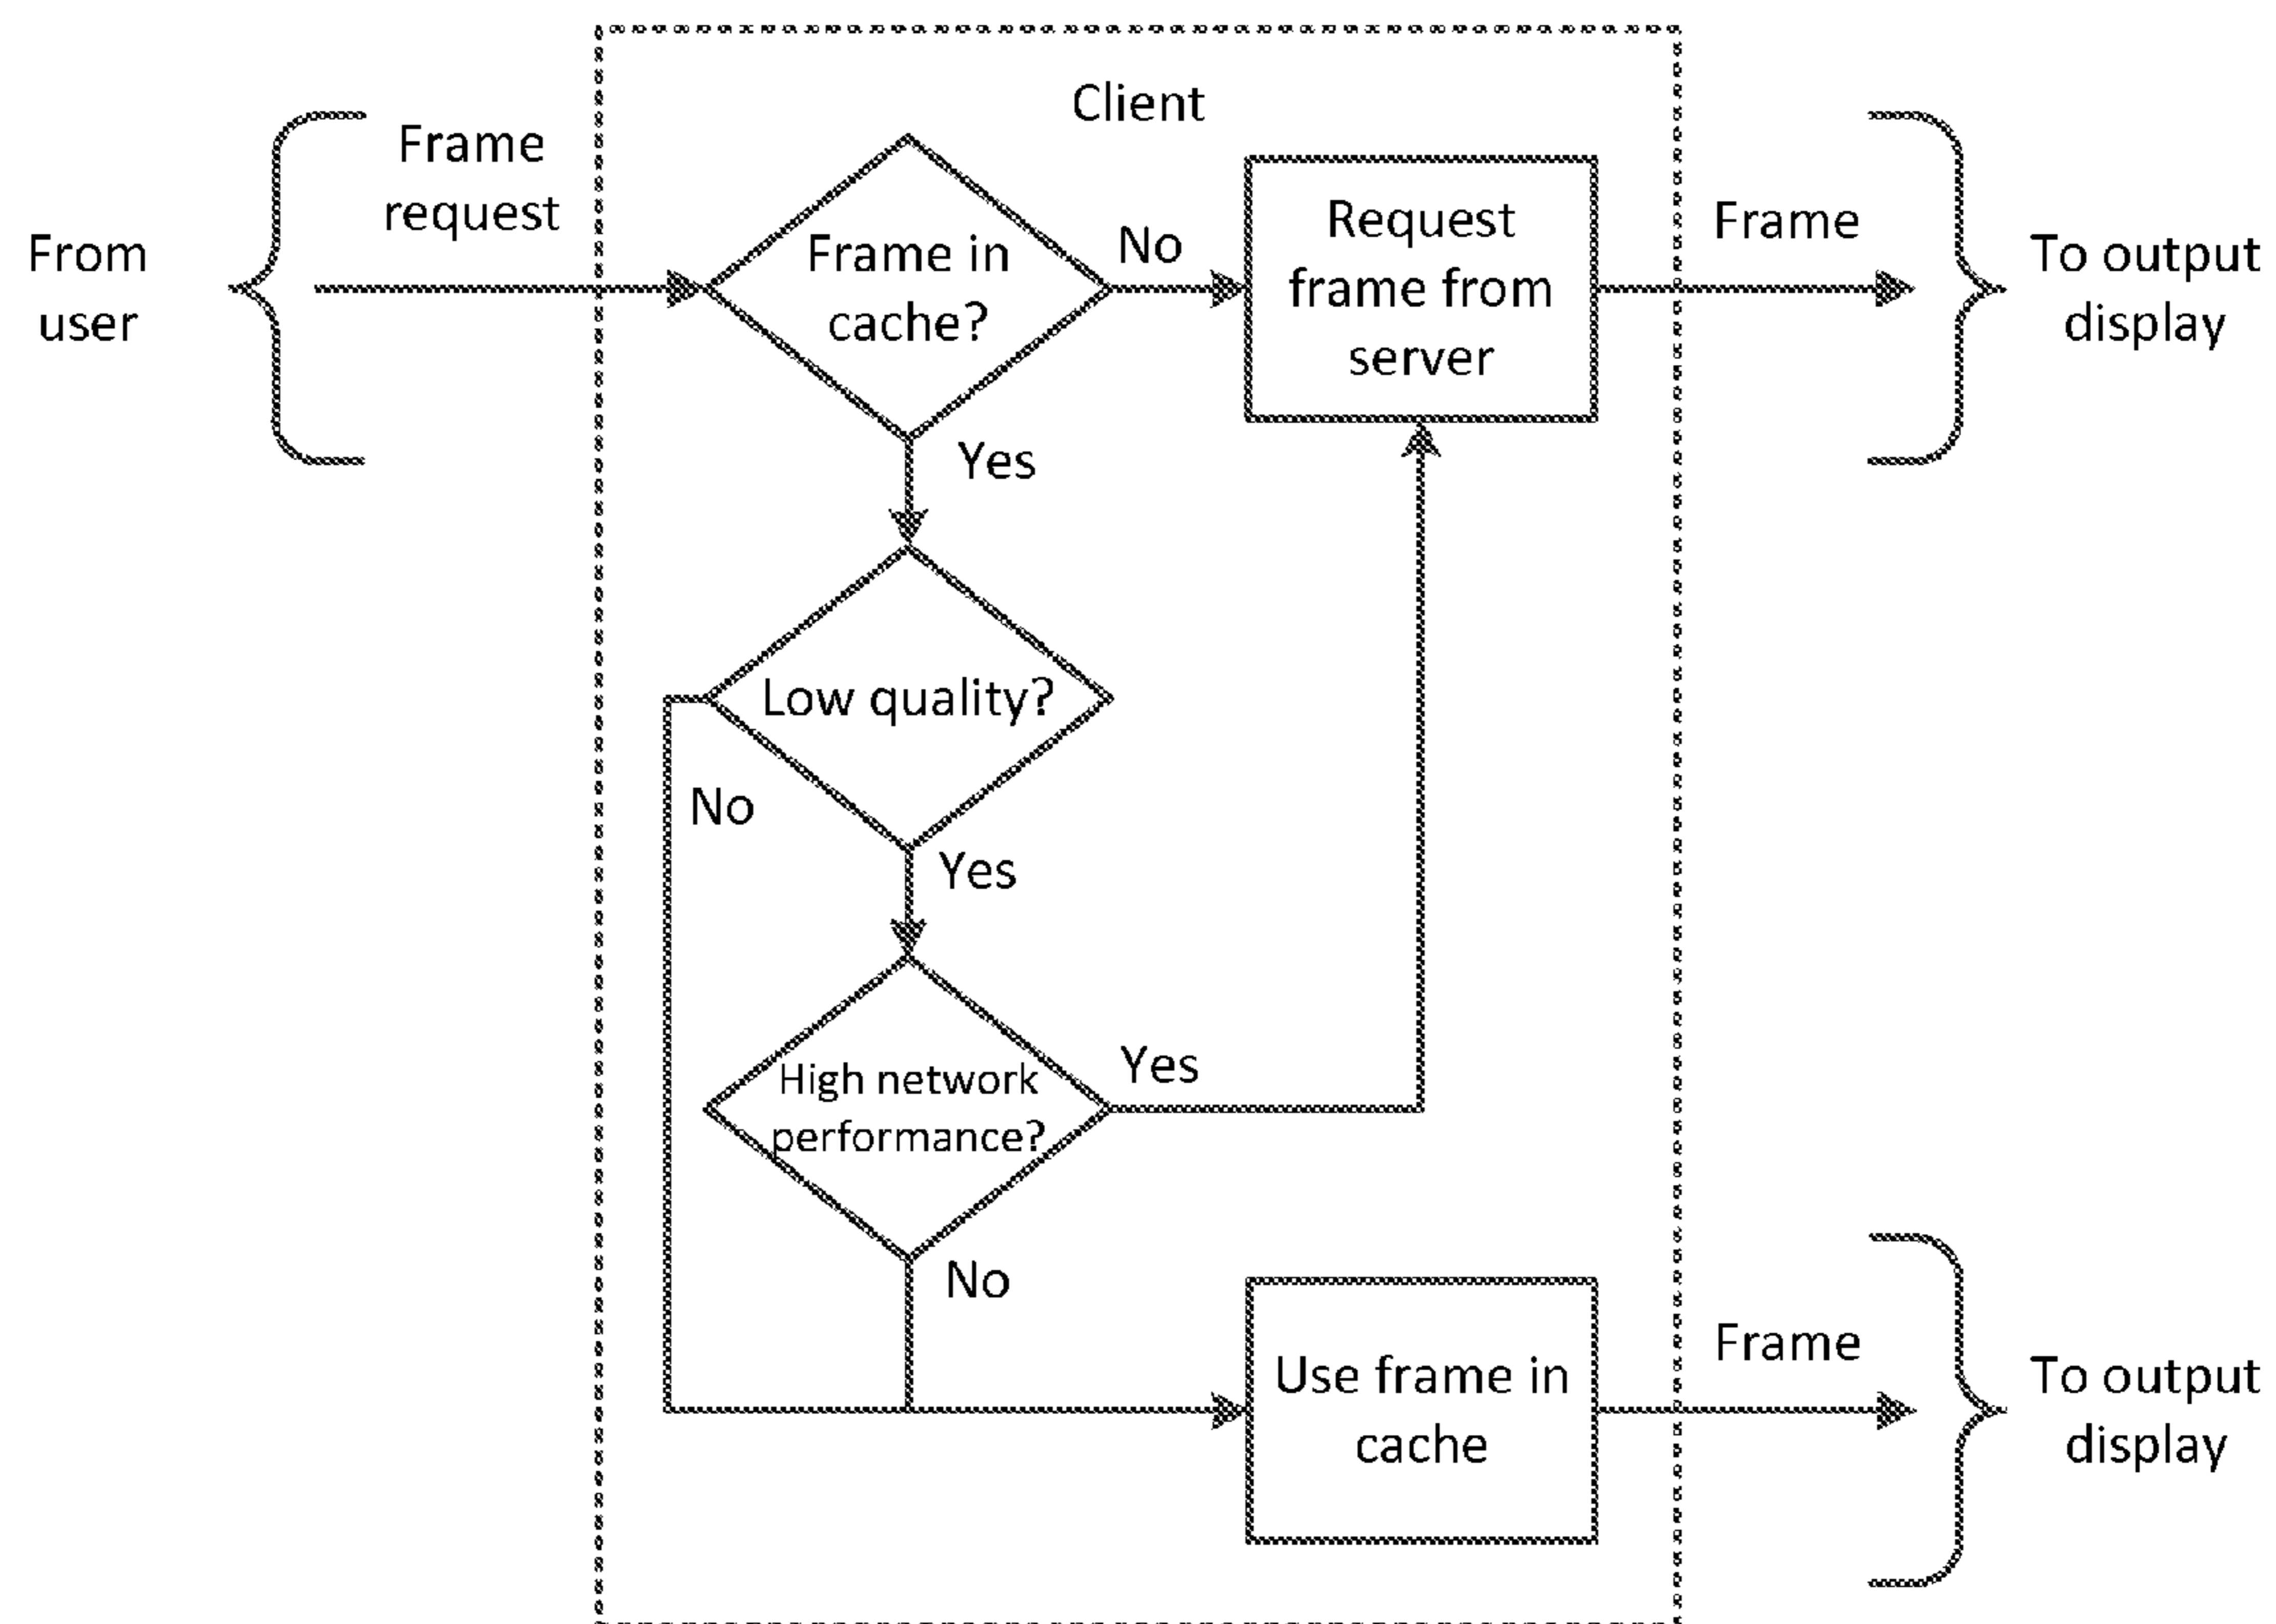 Client
From
user
Frame
request
Frame in
cache?
No
Request
frame from
server
Frame
To output
display
Yes
Low quality?
No
Yes
High network
performance?
Yes
No
Use frame in
cache
Frame
To output
display